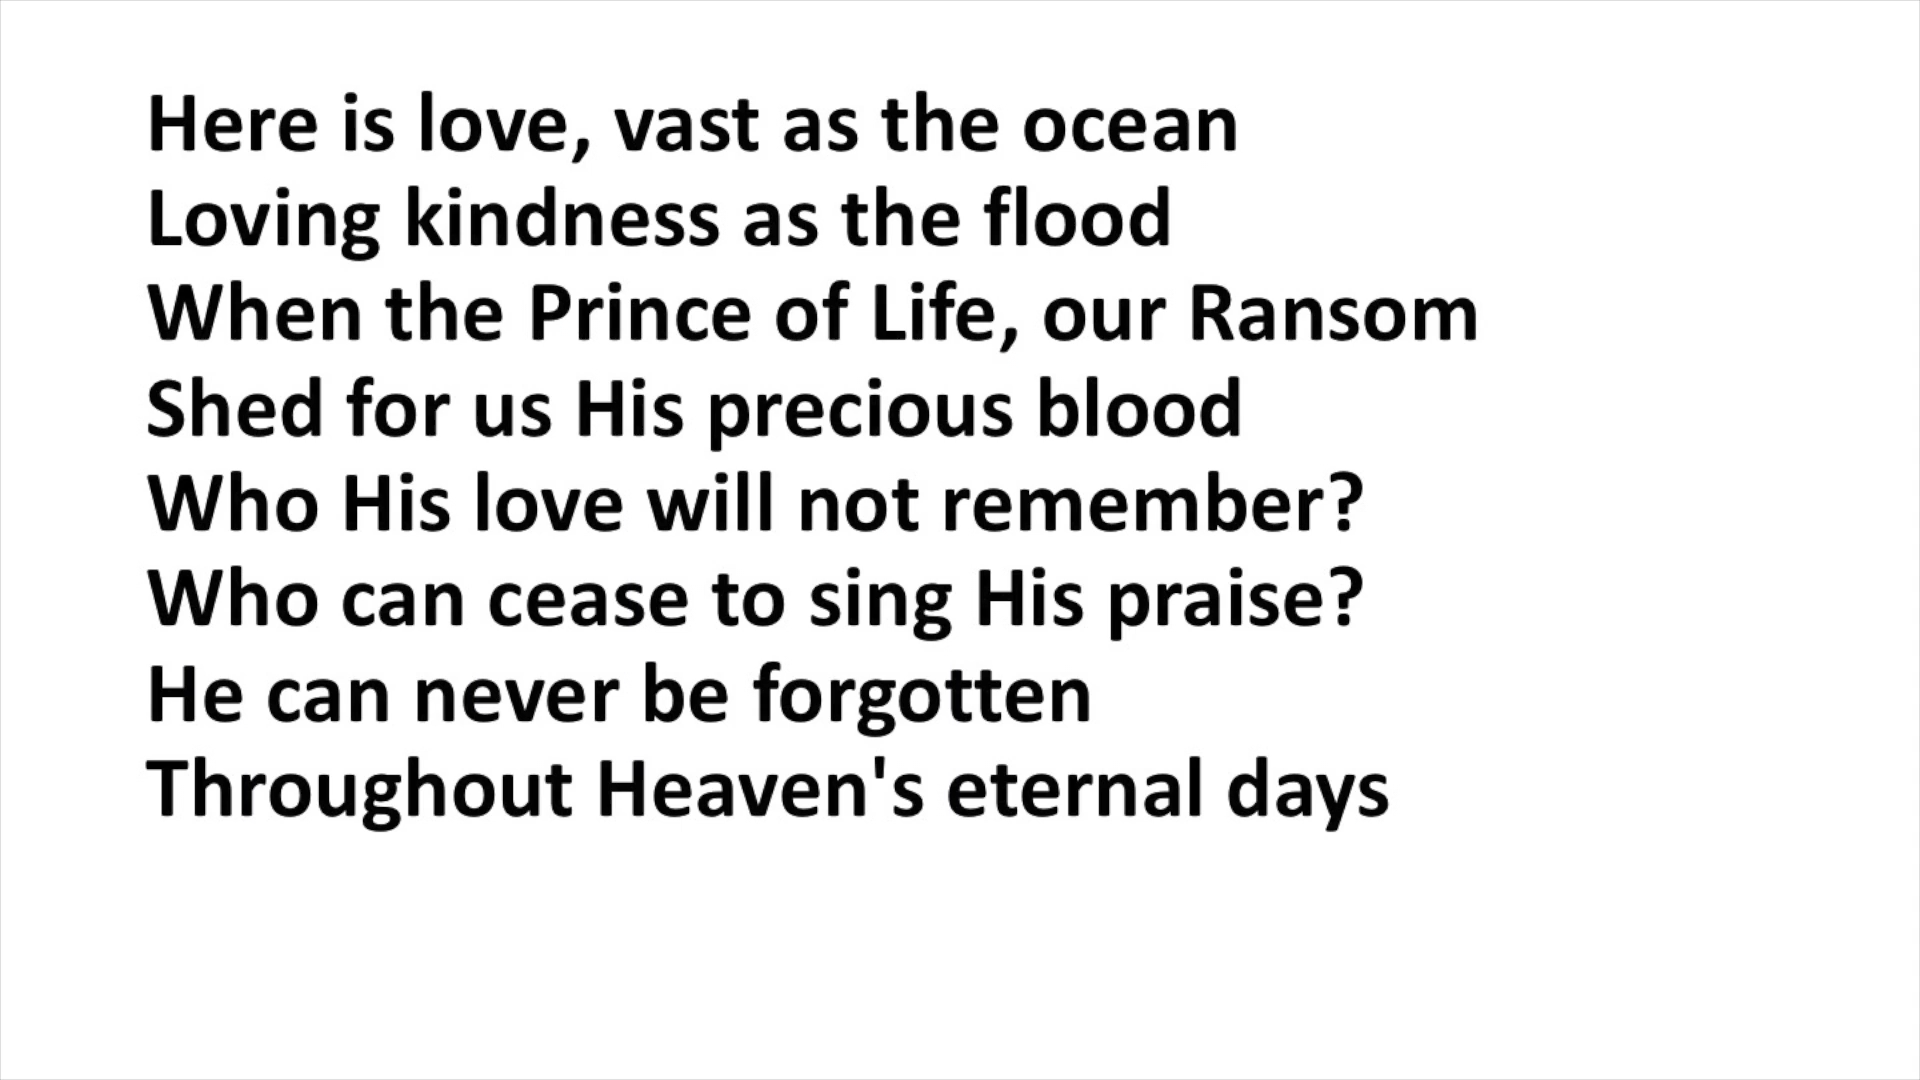 Here is love, vast as the ocean
Loving kindness as the flood
When the Prince of Life, our Ransom
Shed for us His precious blood
Who His love will not remember?
Who can cease to sing His praise?
He can never be forgotten
Throughout Heaven's eternal days